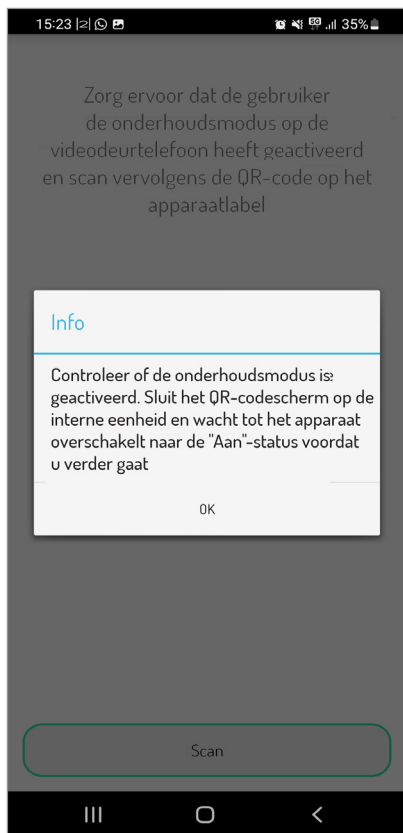 15:23
5G
35%
Zorg ervoor dat de gebruiker
de onderhoudsmodus op de
videodeurtelefoon heeft geactiveerd
en scan vervolgens de QR-code op het
apparaatlabel
Info
Controleer of de onderhoudsmodus is
geactiveerd. Sluit het QR-codescherm op de
interne eenheid en wacht tot het apparaat
overschakelt naar de "Aan"-status voordat
u verder gaat
OK
Scan